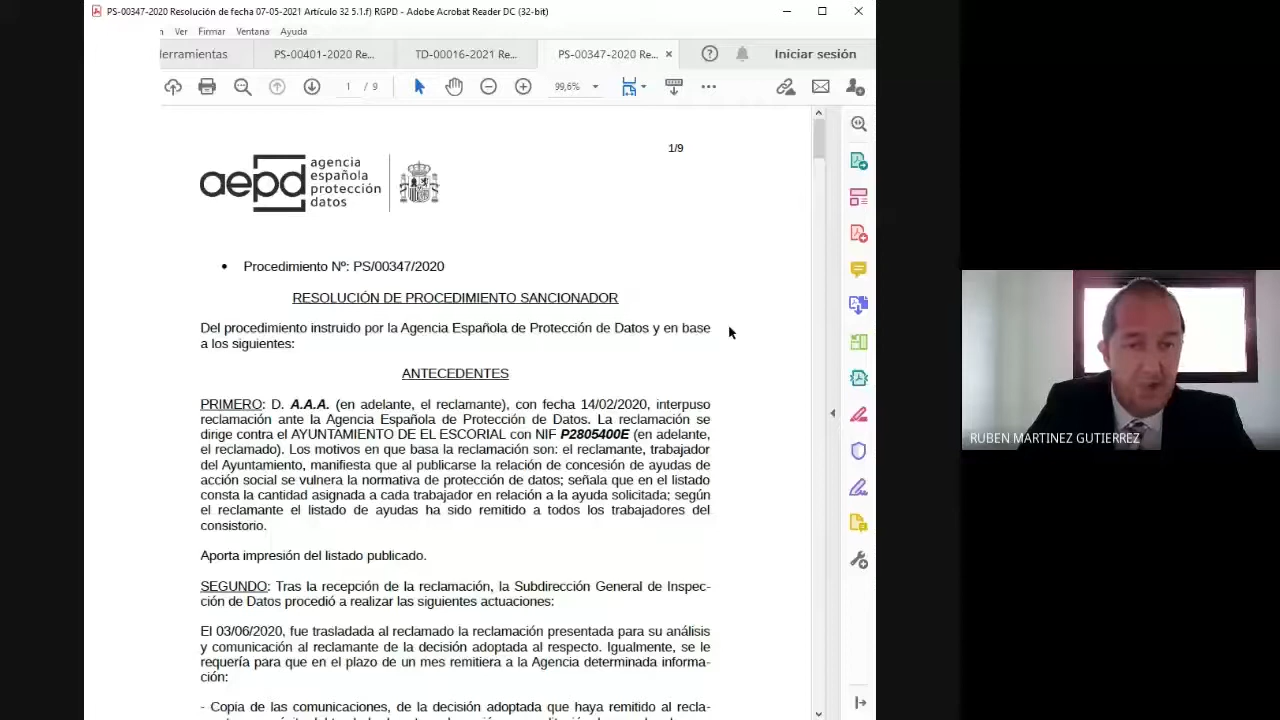 PS-00347-2020 Resolución de fecha 07-05-2021 Artículo 32 5.1.f) RGPD - Adobe Acrobat Reader DC (32-bit)
Ver Firmar Ventana Ayuda
erramientas PS-00401-2020 Re... TD-00016-2021 Re... PS-00347-2020 Re... Iniciar sesión
1 / 9 99,6%
1/9
aepd
agencia
española
protección
datos
• Procedimiento Nº: PS/00347/2020
RESOLUCIÓN DE PROCEDIMIENTO SANCIONADOR
Del procedimiento instruido por la Agencia Española de Protección de Datos y en base
a los siguientes:
ANTECEDENTES
PRIMERO: D. A.A.A. (en adelante, el reclamante), con fecha 14/02/2020, interpuso
reclamación ante la Agencia Española de Protección de Datos. La reclamación se
dirige contra el AYUNTAMIENTO DE EL ESCORIAL con NIF P2805400E (en adelante,
el reclamado). Los motivos en que basa la reclamación son: el reclamante, trabajador
del Ayuntamiento, manifiesta que al publicarse la relación de concesión de ayudas de
acción social se vulnera la normativa de protección de datos; señala que en el listado
consta la cantidad asignada a cada trabajador en relación a la ayuda solicitada; según
el reclamante el listado de ayudas ha sido remitido a todos los trabajadores del
consistorio.
Aporta impresión del listado publicado.
SEGUNDO: Tras la recepción de la reclamación, la Subdirección General de Inspec-
ción de Datos procedió a realizar las siguientes actuaciones:
El 03/06/2020, fue trasladada al reclamado la reclamación presentada para su análisis
y comunicación al reclamante de la decisión adoptada al respecto. Igualmente, se le
requería para que en el plazo de un mes remitiera a la Agencia determinada informa-
ción:
- Copia de las comunicaciones, de la decisión adoptada que haya remitido al recla-
RUBEN MARTINEZ GUTIERREZ